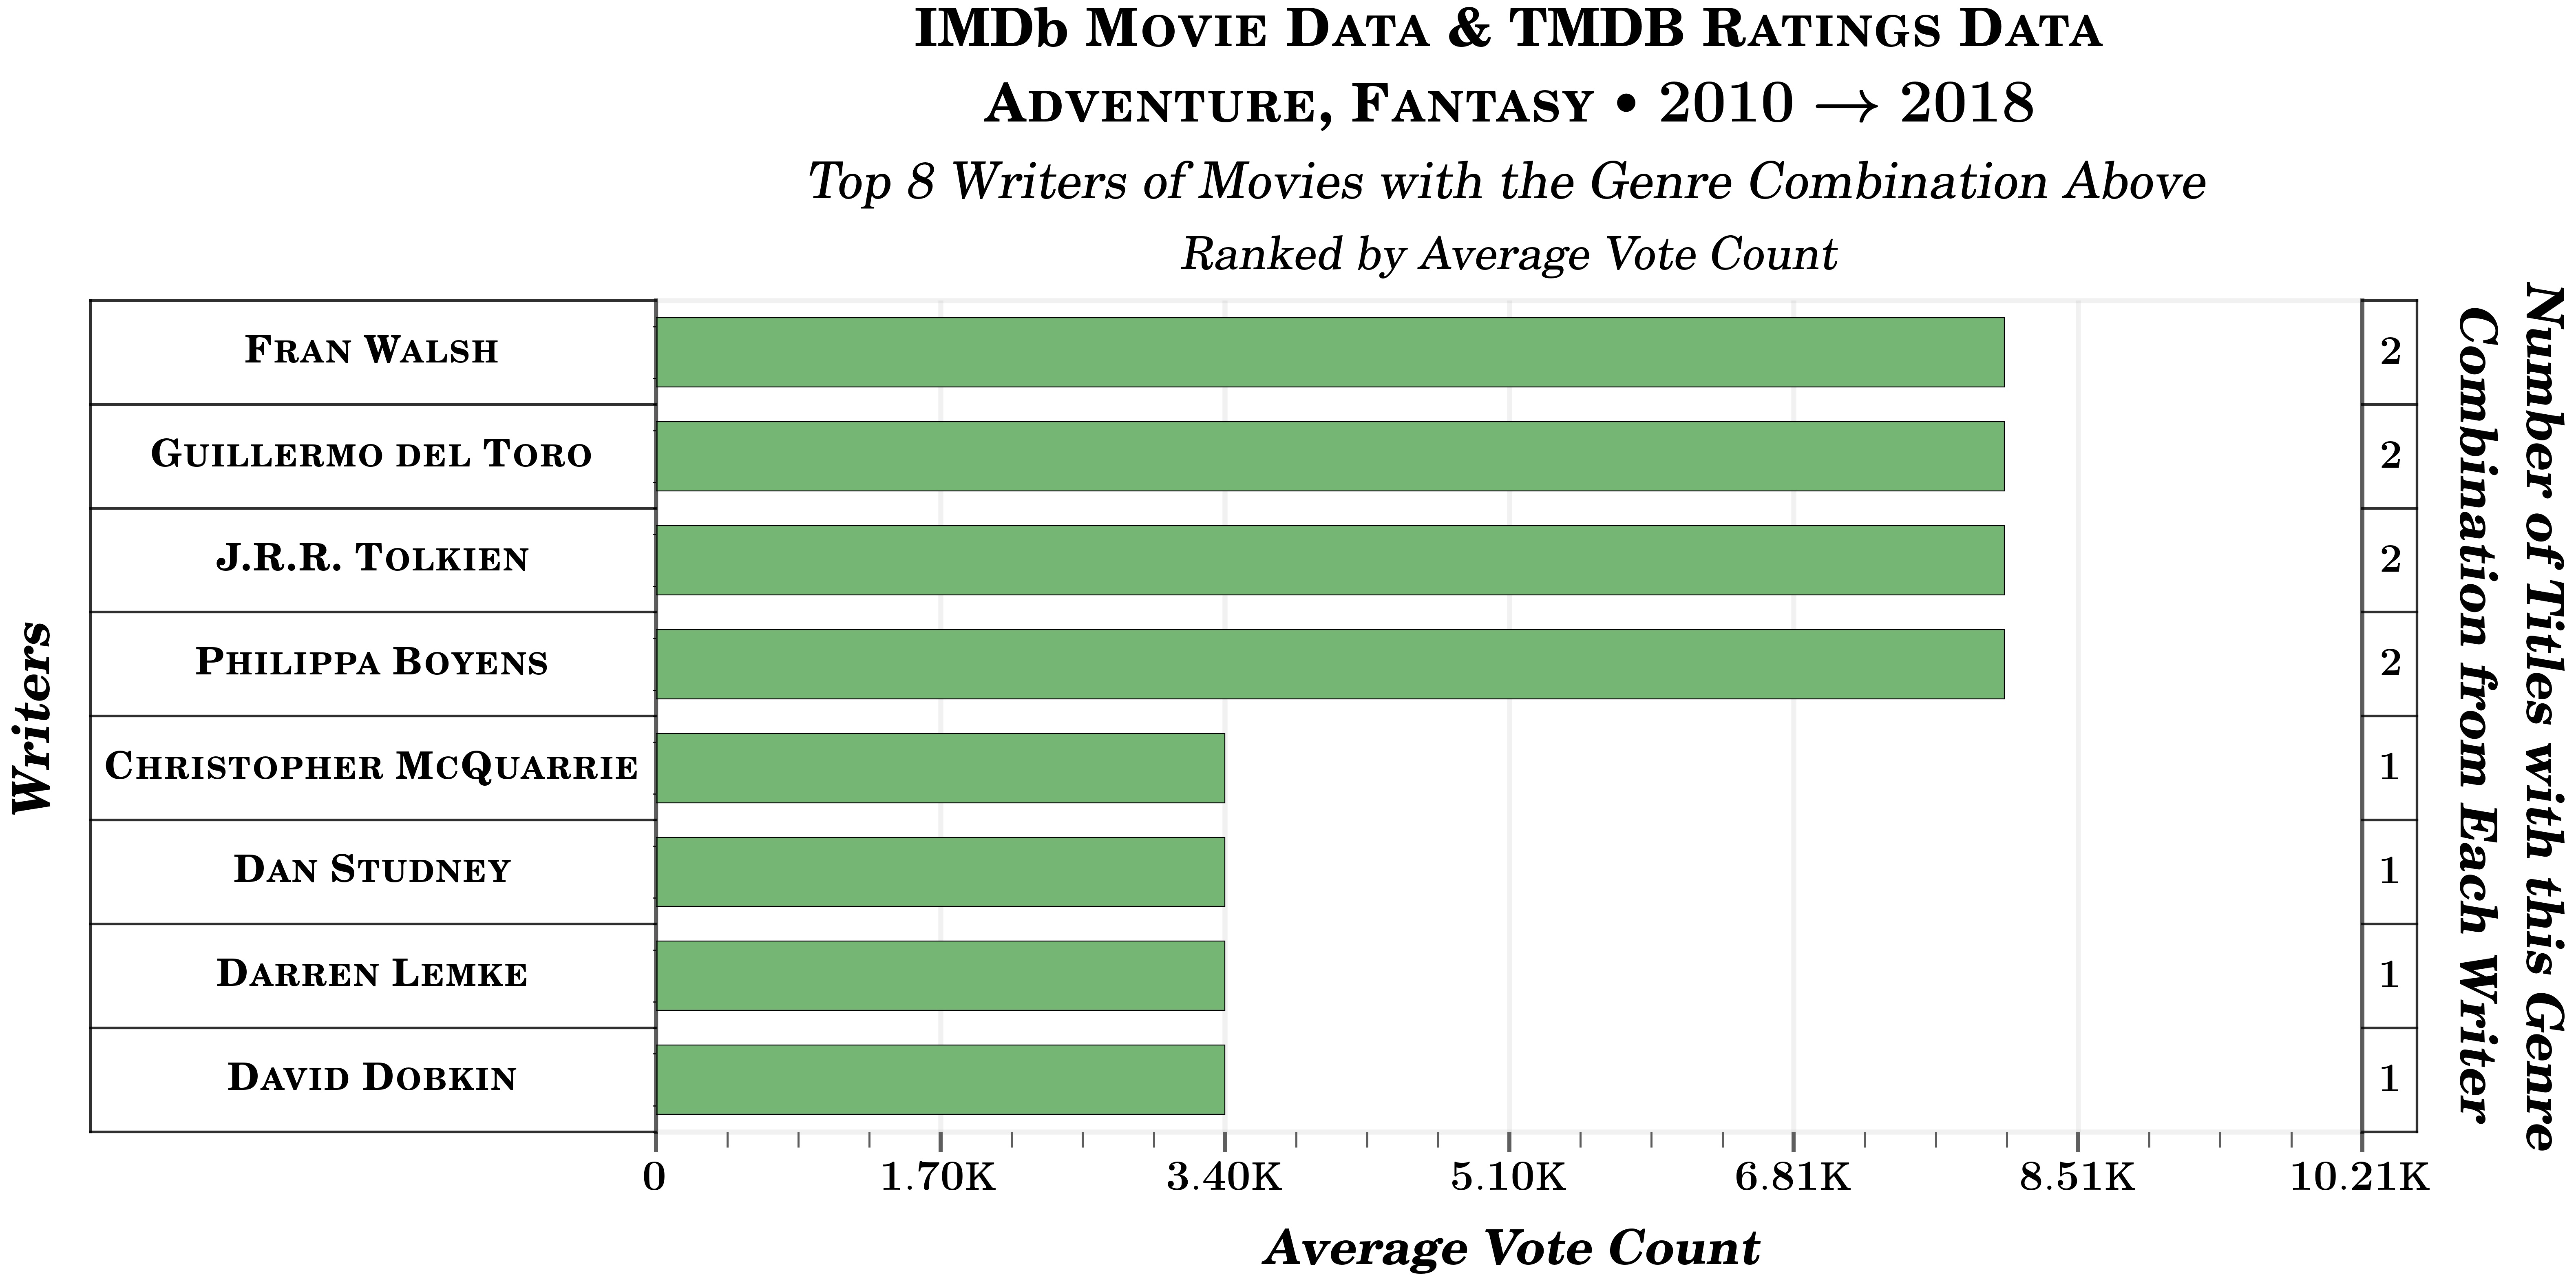 IMDb Movie Data & TMDB Ratings Data
Adventure, Fantasy • 2010 → 2018
Top 8 Writers of Movies with the Genre Combination Above
Ranked by Average Vote Count
Writers
Fran Walsh
2
Guillermo del Toro
2
J.R.R. Tolkien
2
Philippa Boyens
2
Christopher McQuarrie
1
Dan Studney
1
Darren Lemke
1
David Dobkin
1
Number of Titles with this Genre
Combination from Each Writer
0 1.70K 3.40K 5.10K 6.81K 8.51K 10.21K
Average Vote Count